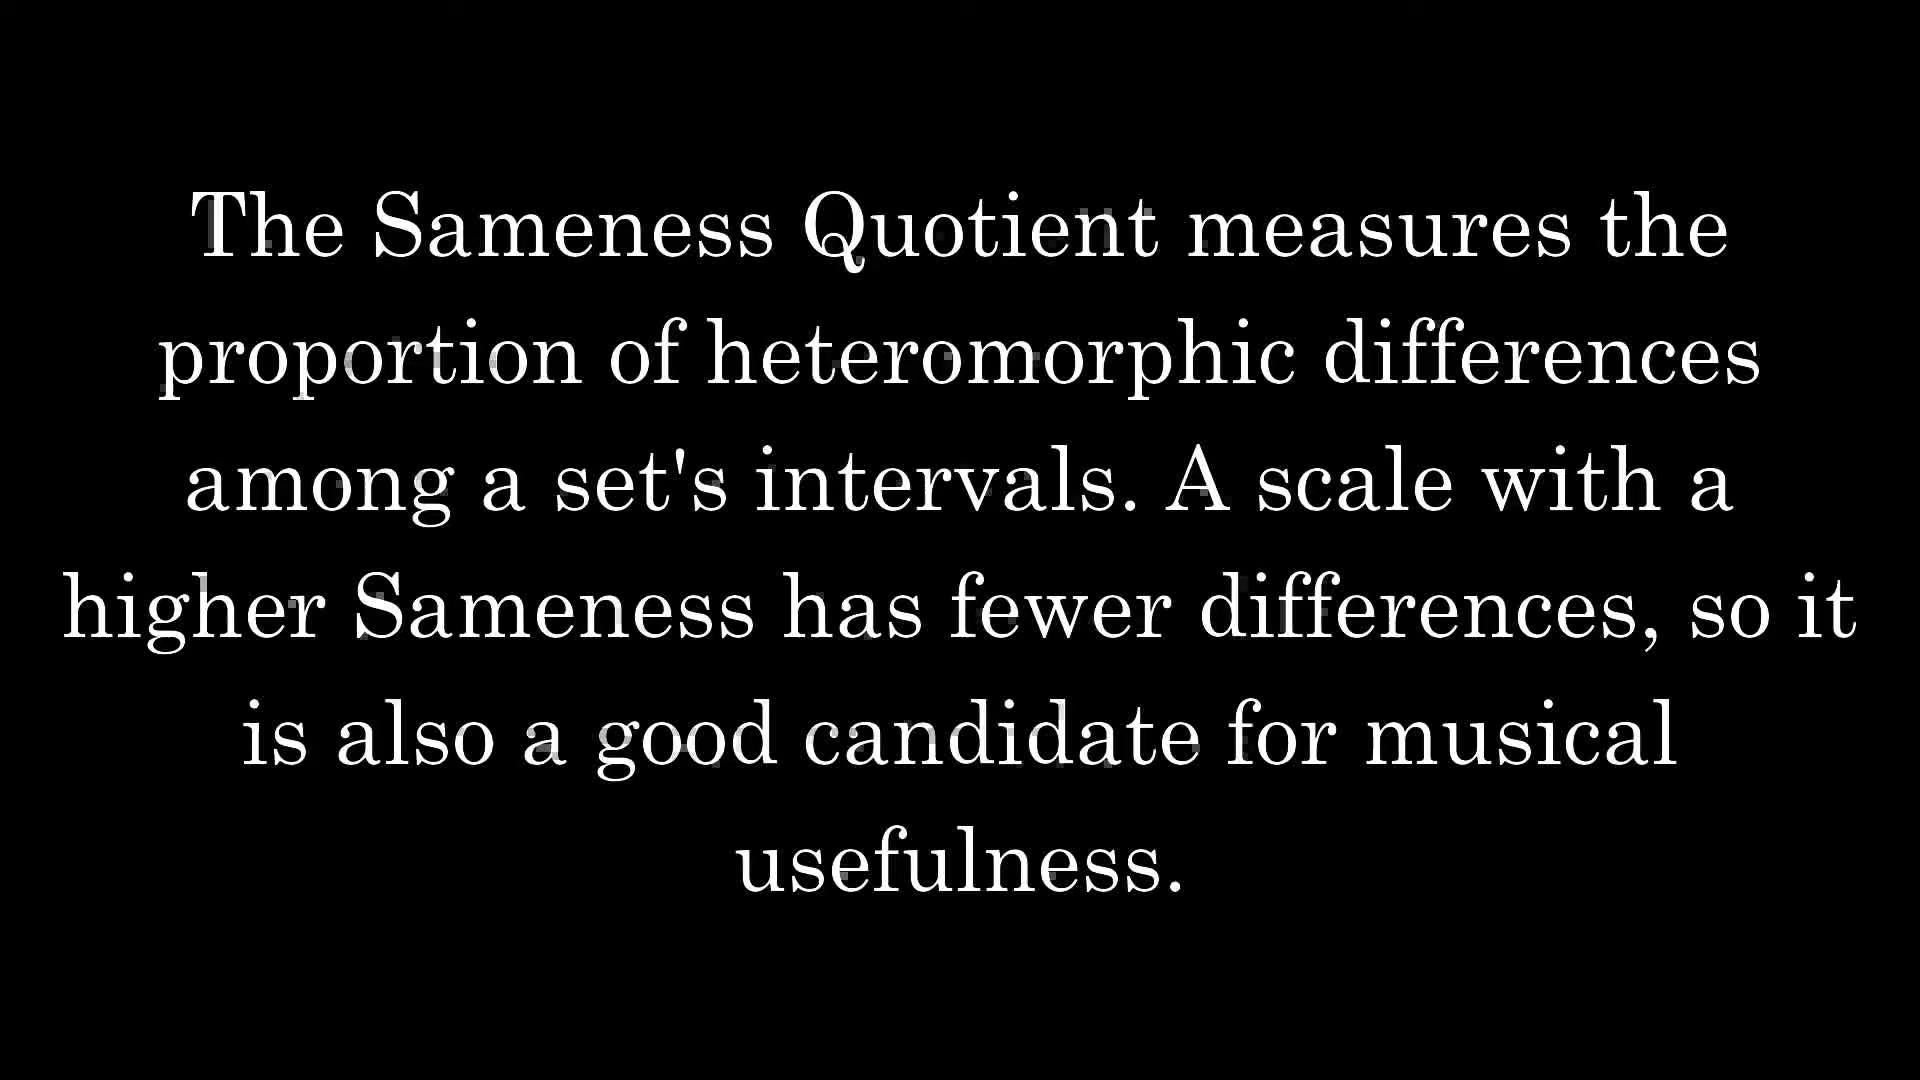 The Sameness Quotient measures the
proportion of heteromorphic differences
among a set's intervals. A scale with a
higher Sameness has fewer differences, so it
is also a good candidate for musical
usefulness.